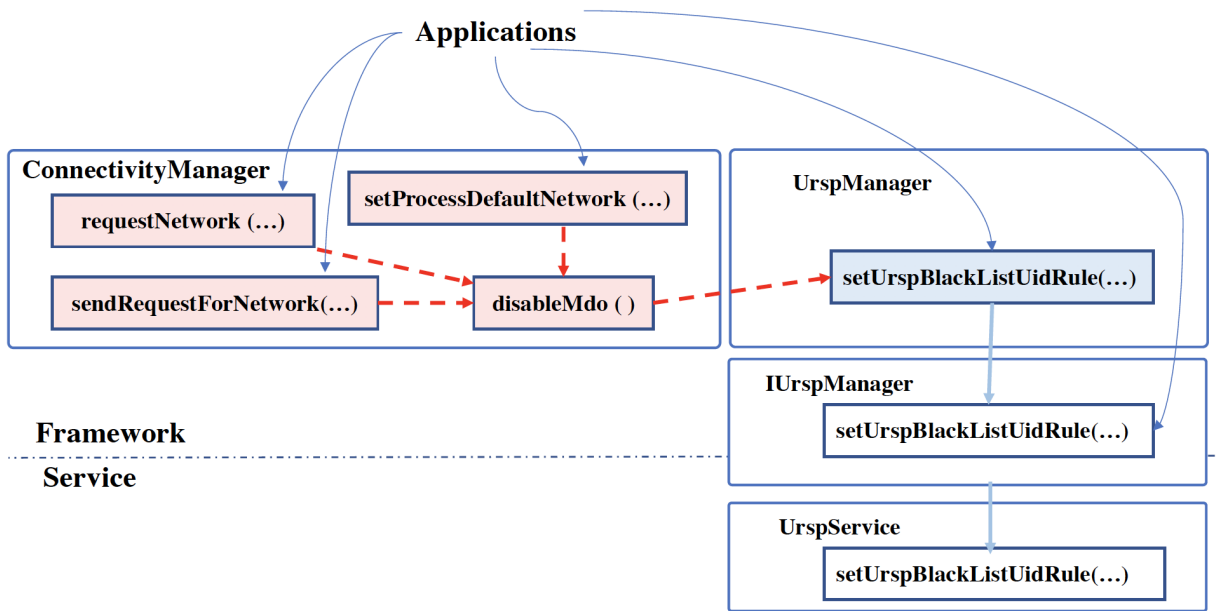 Applications
ConnectivityManager
requestNetwork (…)
setProcessDefaultNetwork (…)
sendRequestForNetwork(…)
disableMdo ( )
UrspManager
setUrspBlackListUidRule(…)
IUrspManager
setUrspBlackListUidRule(…)
Framework
Service
UrspService
setUrspBlackListUidRule(…)